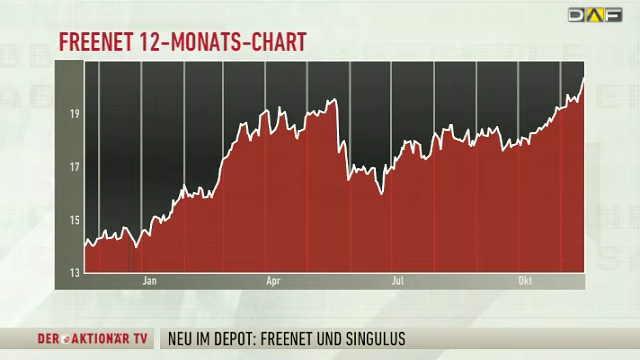 DAF
FREENET 12-MONATS-CHART
19
17
15
13
Jan Apr Jul Okt
DER AKTIONÄR TV
NEU IM DEPOT: FREENET UND SINGULUS